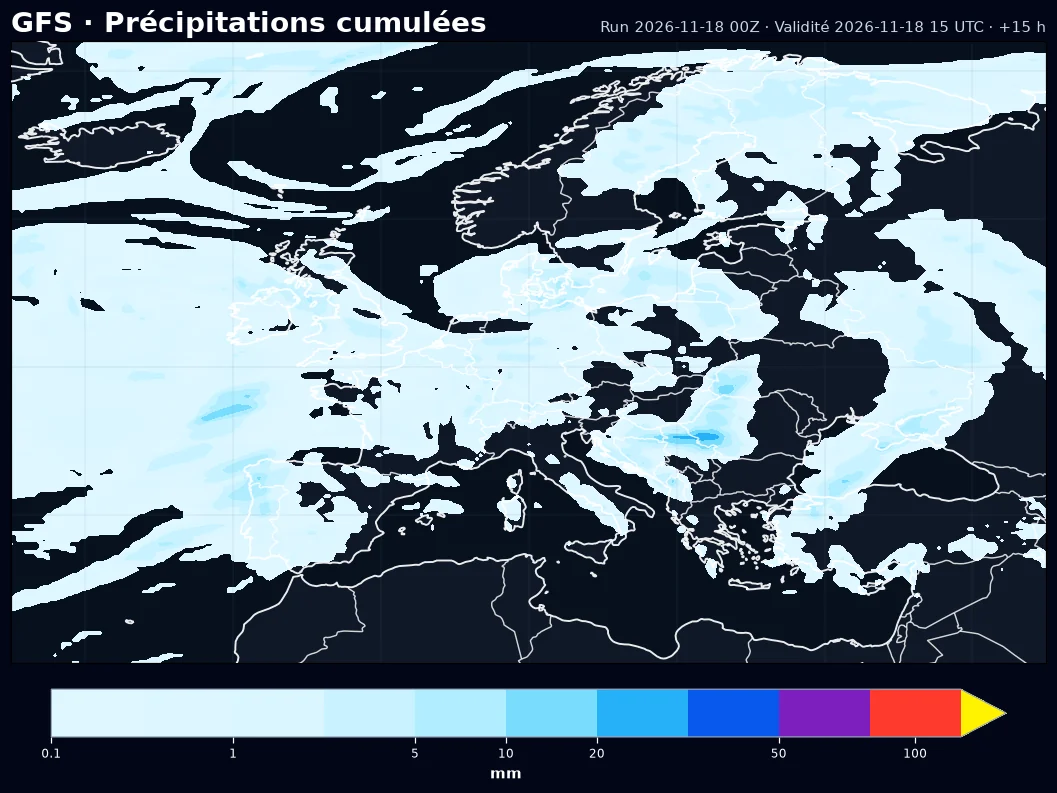 GFS · Précipitations cumulées
Run 2026-11-18 00Z · Validité 2026-11-18 15 UTC · +15 h
0.1 1 5 10 20 50 100
mm